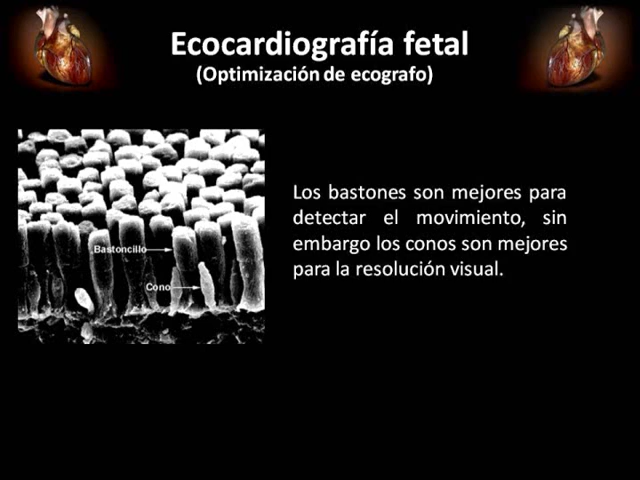 Ecocardiografía fetal
(Optimización de ecografo)
Bastoncillo
Cono
Los bastones son mejores para
detectar el movimiento, sin
embargo los conos son mejores
para la resolución visual.